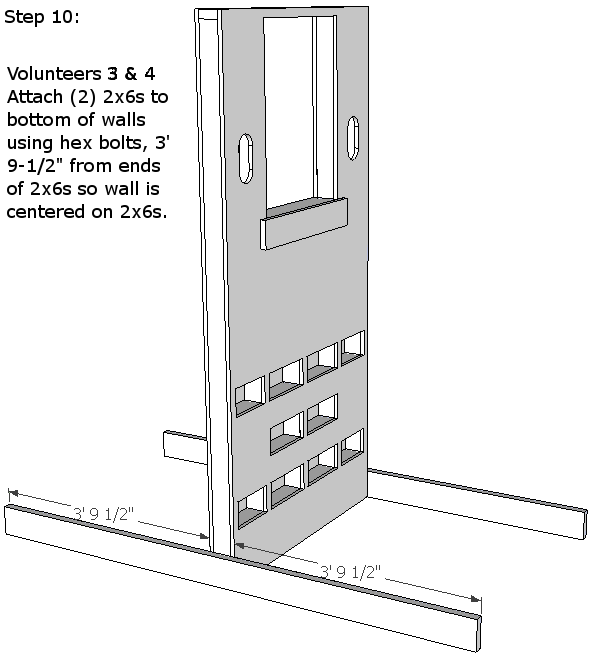 Step 10:
Volunteers 3 & 4
Attach (2) 2x6s to
bottom of walls
using hex bolts, 3'
9-1/2" from ends
of 2x6s so wall is
centered on 2x6s.
3' 9 1/2"
3' 9 1/2"